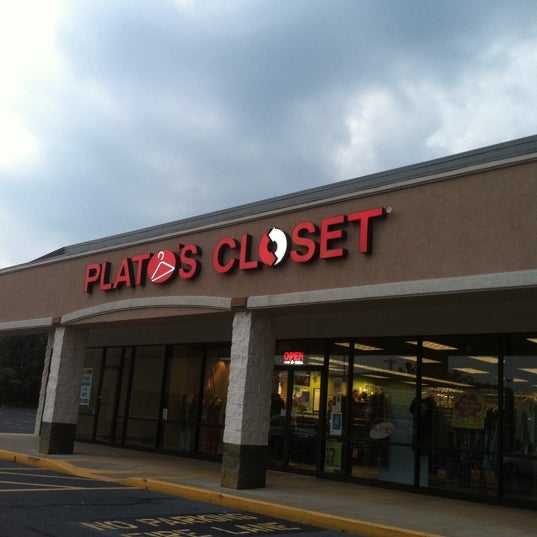 PLATO'S CLOSET®
OPEN
NO PARKING
FIRE LANE